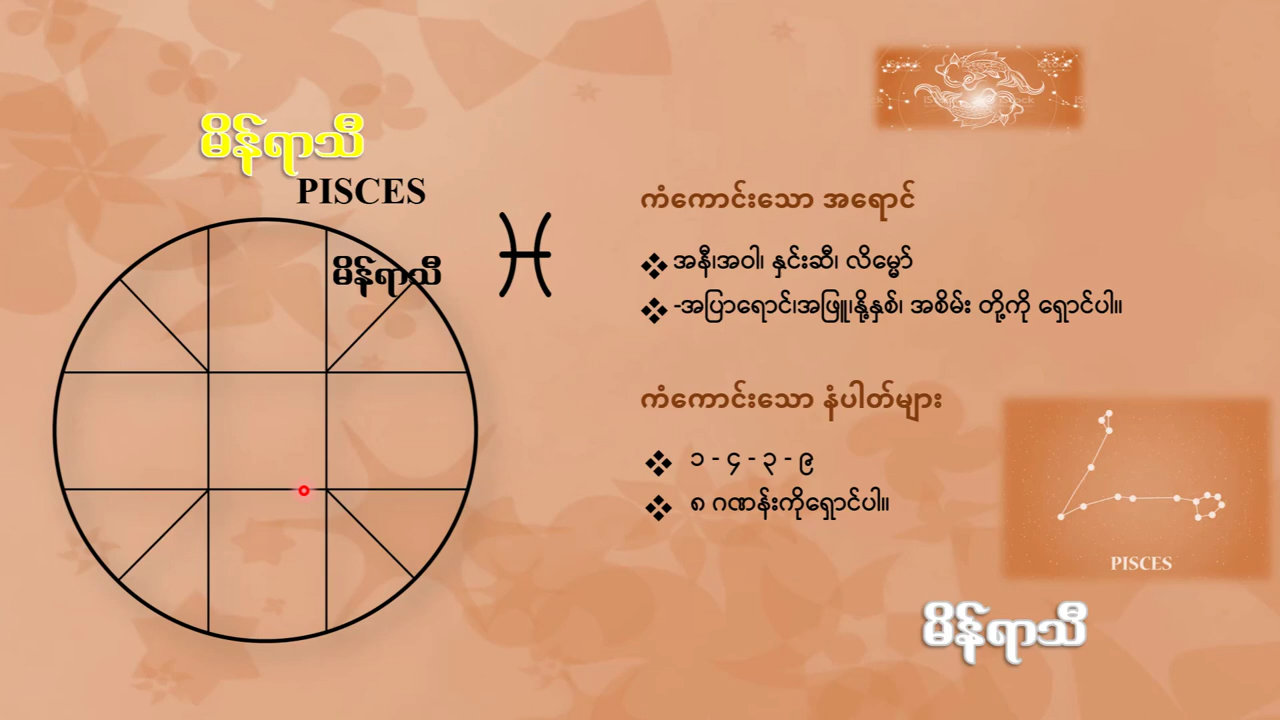 မိန်ရာသီ
PISCES
မိန်ရာသီ
ကံကောင်းသော အရောင်
အနီ၊အဝါ၊ နှင်းဆီ၊ လိမ္မော်
-အပြာရောင်၊အဖြူ၊နို့နှစ်၊ အစိမ်း တို့ကို ရှောင်ပါ။
ကံကောင်းသော နံပါတ်များ
၁ - ၄ - ၃ - ၉
၈ ဂဏန်းကိုရှောင်ပါ။
PISCES
မိန်ရာသီ